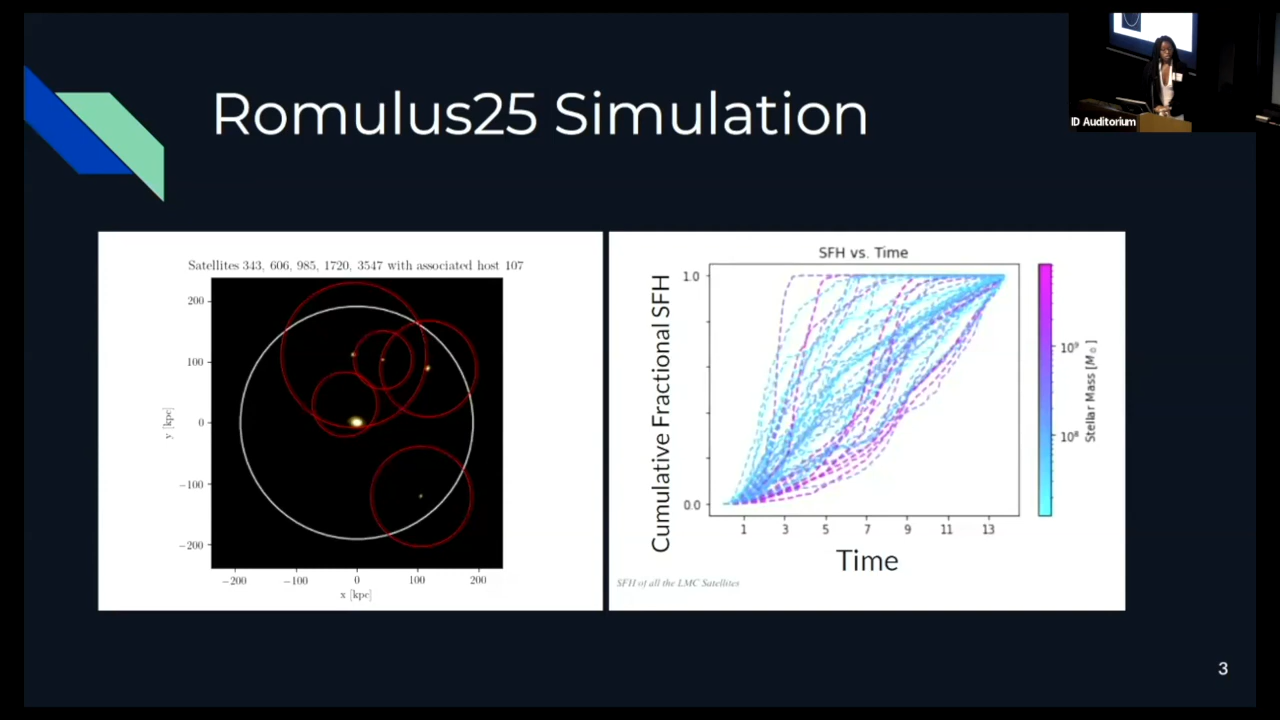 Romulus25 Simulation
ID Auditorium
Satellites 343, 606, 985, 1720, 3547 with associated host 107
200
100
0
−100
−200
y [kpc]
−200 −100 0 100 200
x [kpc]
SFH vs. Time
1.0
0.0
Cumulative Fractional SFH
1 3 5 7 9 11 13
Time
10⁹
10⁸
Stellar Mass [M☉]
SFH of all the LMC Satellites
3